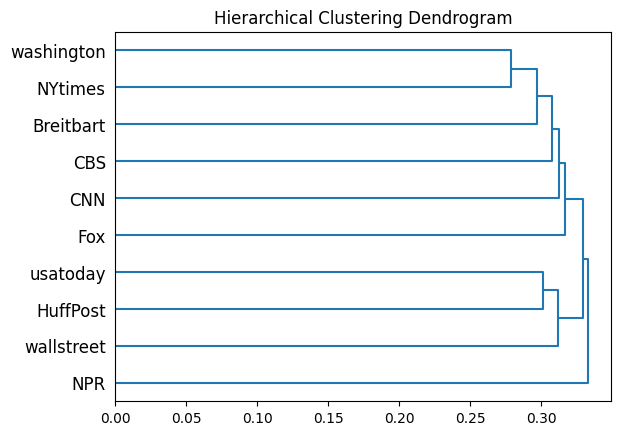 Hierarchical Clustering Dendrogram
washington
NYtimes
Breitbart
CBS
CNN
Fox
usatoday
HuffPost
wallstreet
NPR
0.00 0.05 0.10 0.15 0.20 0.25 0.30